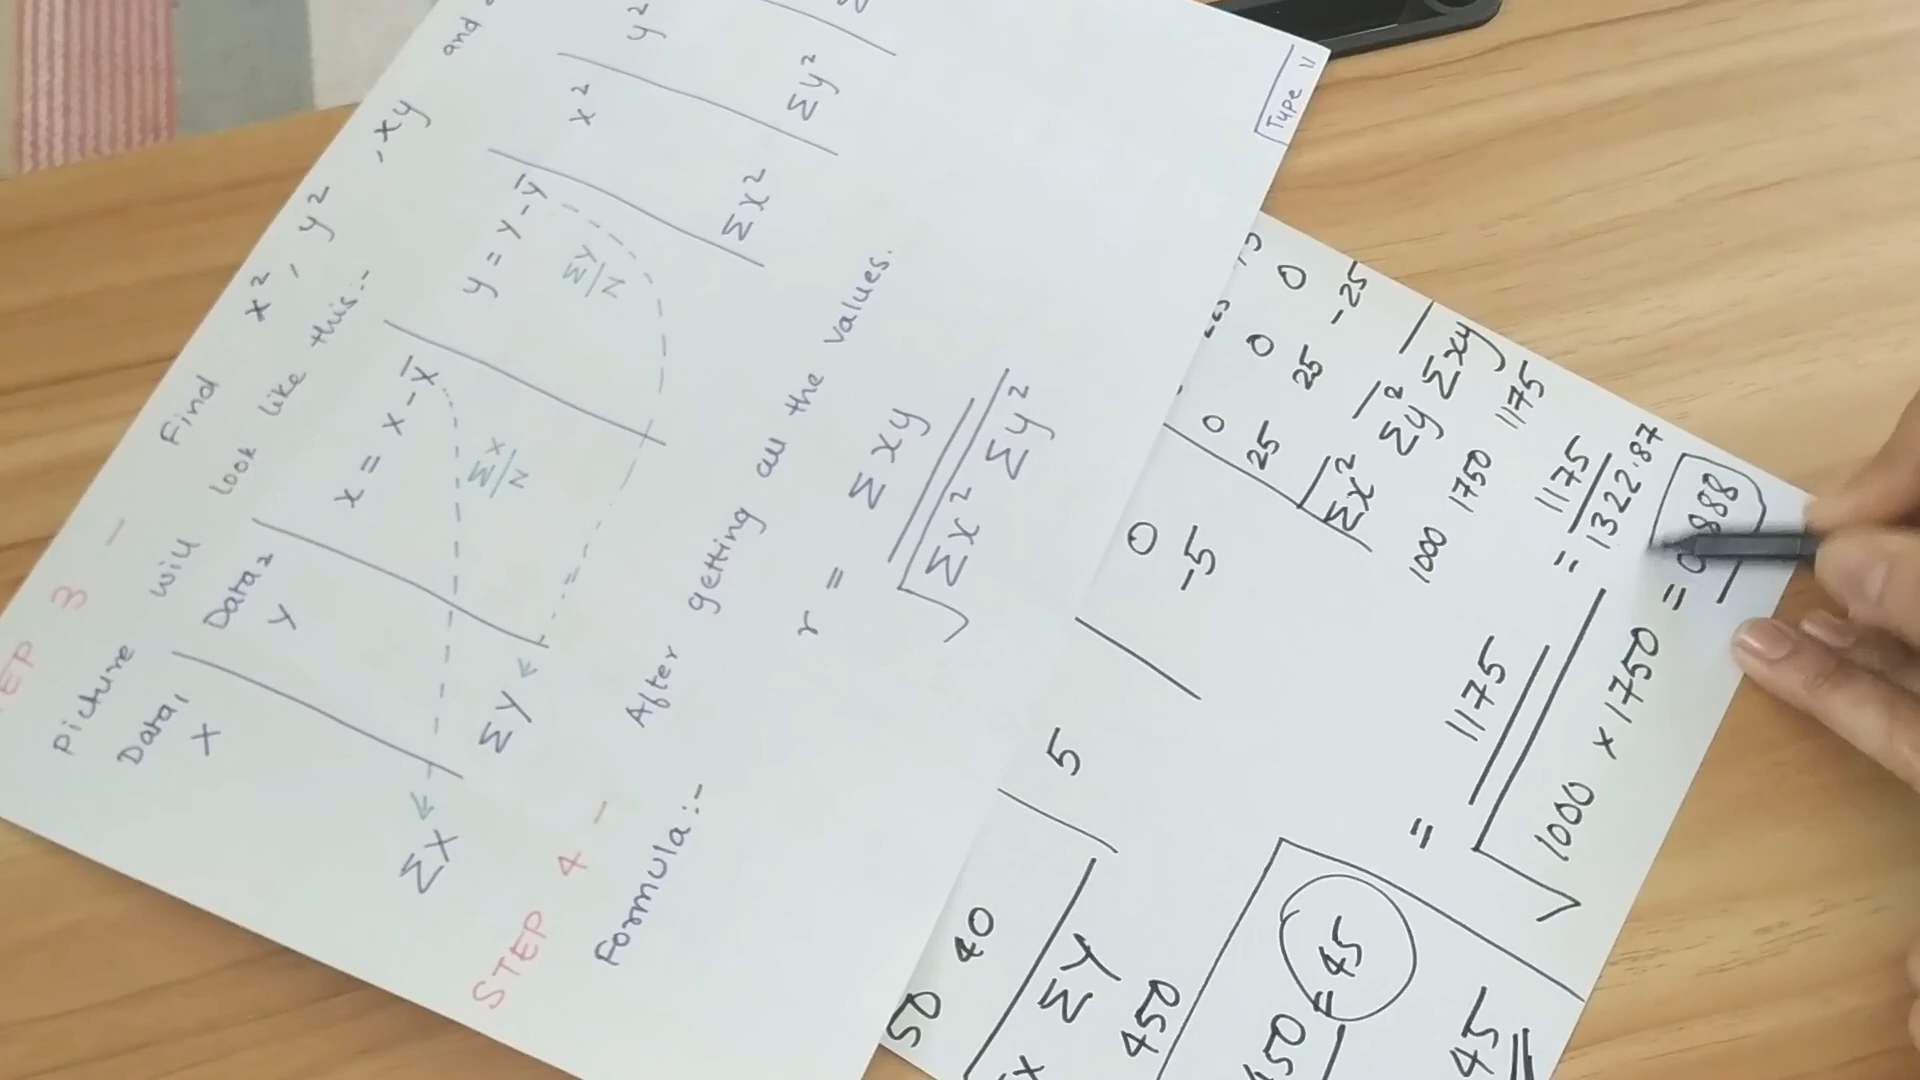 EP 3 - Find x², y², xy and
Picture will look like this:-
Data1 Data2
X Y x = X - X̄ y = Y - Ȳ x² y²
ΣX/N ΣY/N
ΣX ΣY Σx² Σy²
STEP 4 - After getting all the values.
Formula:- r = Σxy / √Σx² Σy²
Type II
50 40 5 -5 25 25 -25
0 0 0 0
ΣY Σx² Σy² Σxy
450 1000 1750 1175
450 = 45
45
= 1175 / √1000 x 1750 = 1175 / 1322.87
= 0.888